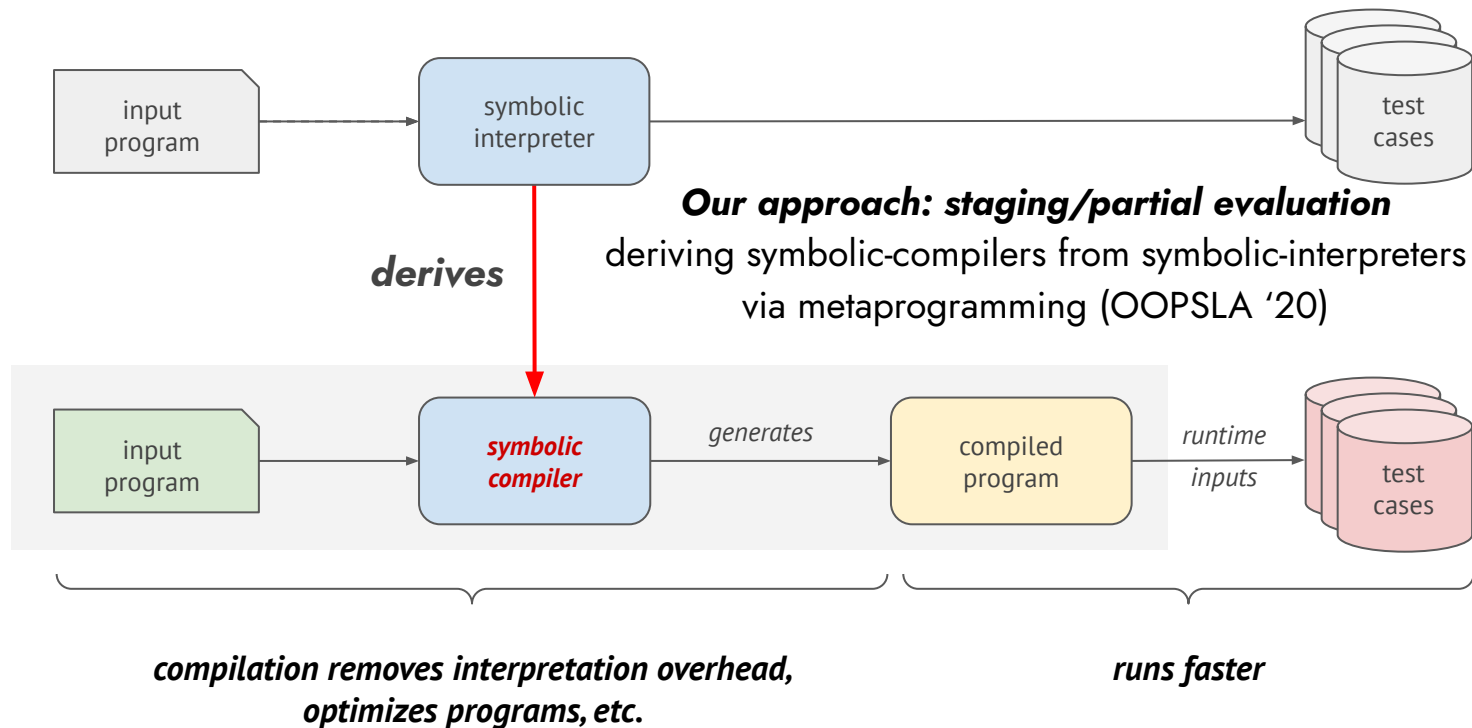 input
program
symbolic
interpreter
test
cases
Our approach: staging/partial evaluation
deriving symbolic-compilers from symbolic-interpreters
via metaprogramming (OOPSLA ‘20)
derives
input
program
symbolic
compiler
generates
compiled
program
runtime
inputs
test
cases
compilation removes interpretation overhead,
optimizes programs, etc.
runs faster